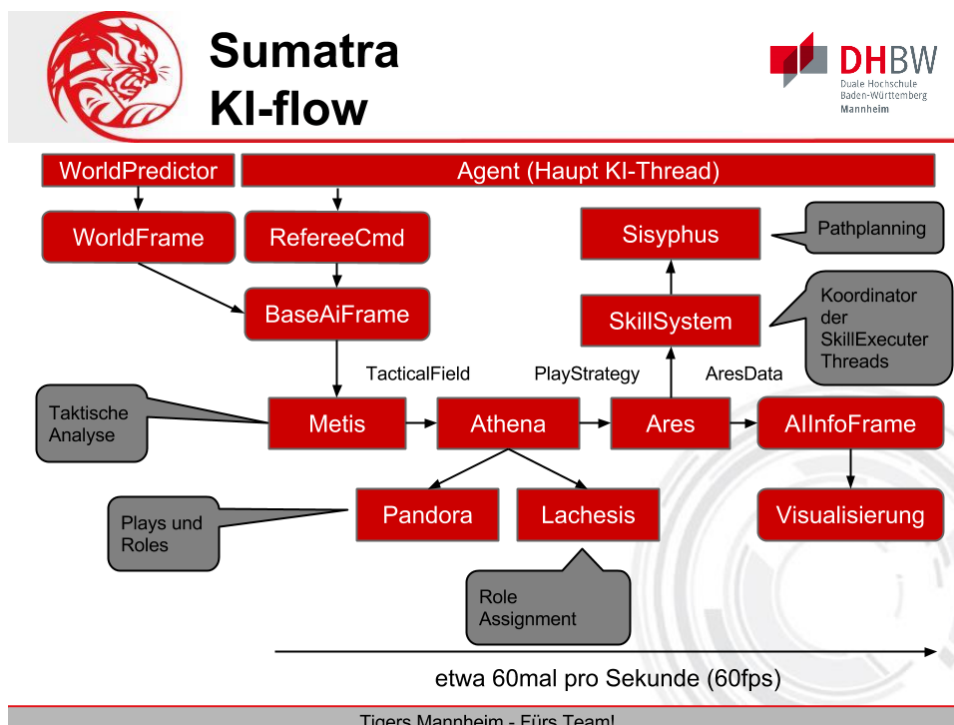 Sumatra
KI-flow
DHBW
Duale Hochschule
Baden-Württemberg
Mannheim
WorldPredictor
Agent (Haupt KI-Thread)
WorldFrame
RefereeCmd
Sisyphus
Pathplanning
BaseAiFrame
SkillSystem
Koordinator
der
SkillExecuter
Threads
TacticalField
PlayStrategy
AresData
Taktische
Analyse
Metis
Athena
Ares
AIInfoFrame
Plays und
Roles
Pandora
Lachesis
Visualisierung
Role
Assignment
etwa 60mal pro Sekunde (60fps)
Tigers Mannheim - Fürs Team!